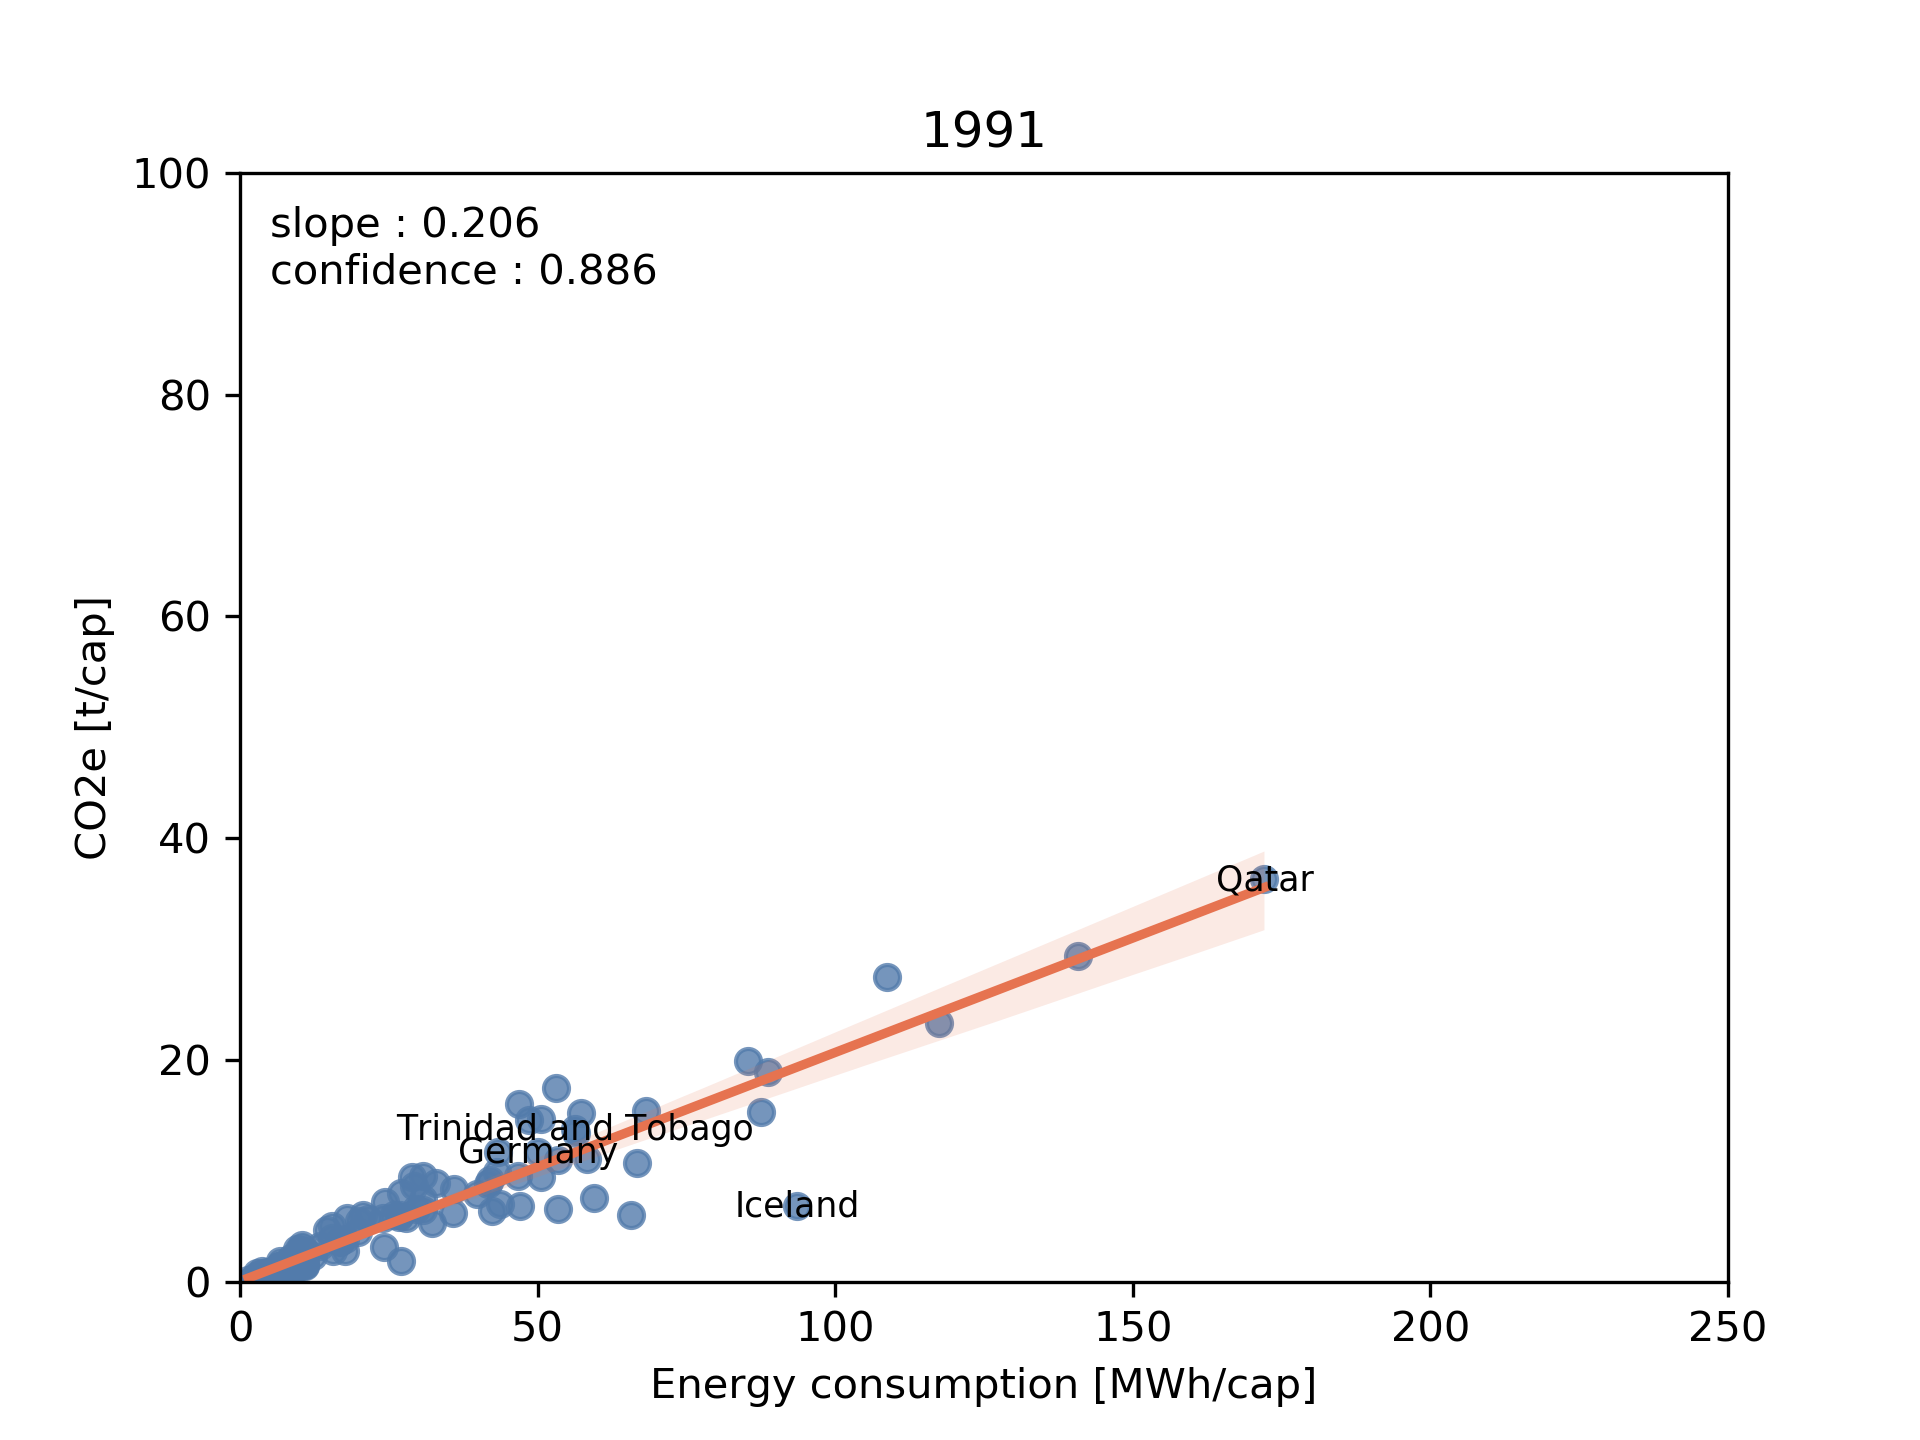 1991
slope : 0.206
confidence : 0.886
100
80
60
40
20
0
CO2e [t/cap]
Qatar
Trinidad and Tobago
Germany
Iceland
0 50 100 150 200 250
Energy consumption [MWh/cap]